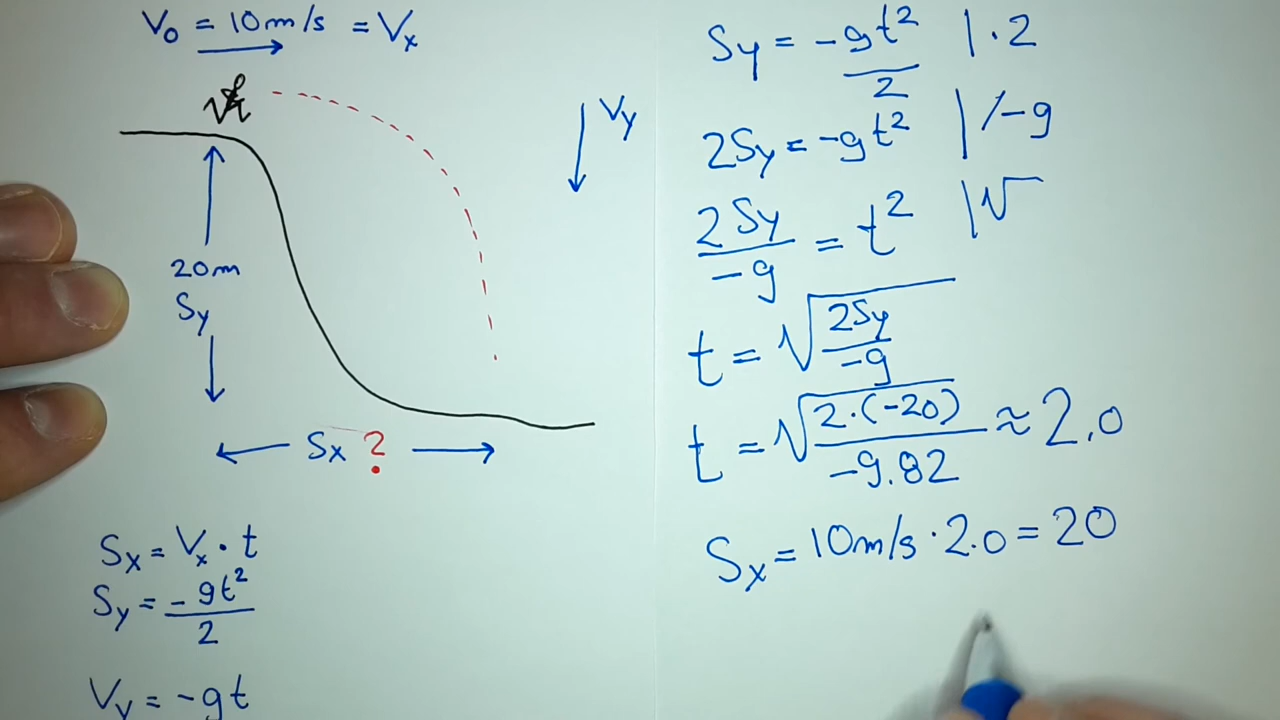 V₀ = 10m/s = Vₓ
Vy
20m
Sy
Sx ?
Sx = Vx · t
Sy = -gt²/2
Vy = -gt
Sy = -gt²/2 | · 2
2Sy = -gt² | /-g
2Sy/-g = t² | √
t = √(2Sy/-g)
t = √(2·(-20)/-9.82) ≈ 2.0
Sx = 10m/s · 2.0 = 20